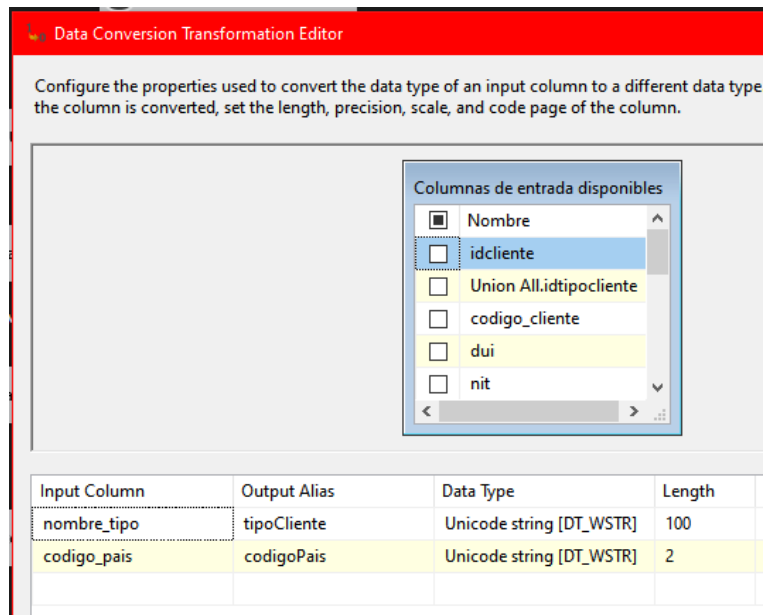 Data Conversion Transformation Editor
Configure the properties used to convert the data type of an input column to a different data type
the column is converted, set the length, precision, scale, and code page of the column.
Columnas de entrada disponibles
Nombre
idcliente
Union All.idtipocliente
codigo_cliente
dui
nit
Input Column Output Alias Data Type Length
nombre_tipo tipoCliente Unicode string [DT_WSTR] 100
codigo_pais codigoPais Unicode string [DT_WSTR] 2